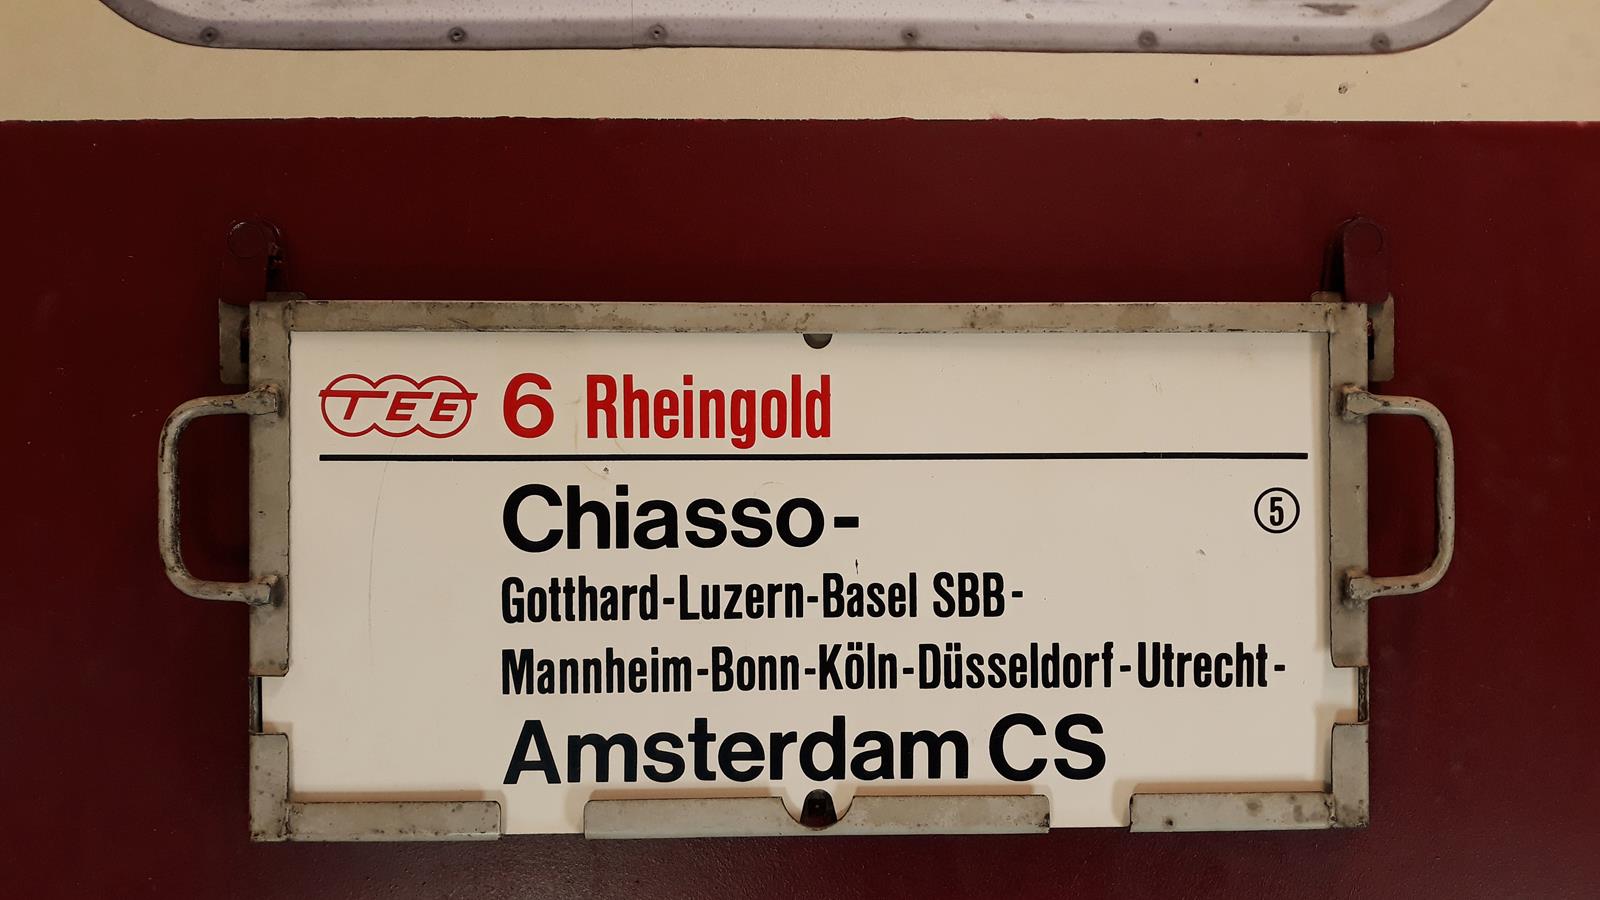 TEE 6 Rheingold
Chiasso- ⑤
Gotthard-Luzern-Basel SBB-
Mannheim-Bonn-Köln-Düsseldorf-Utrecht-
Amsterdam CS